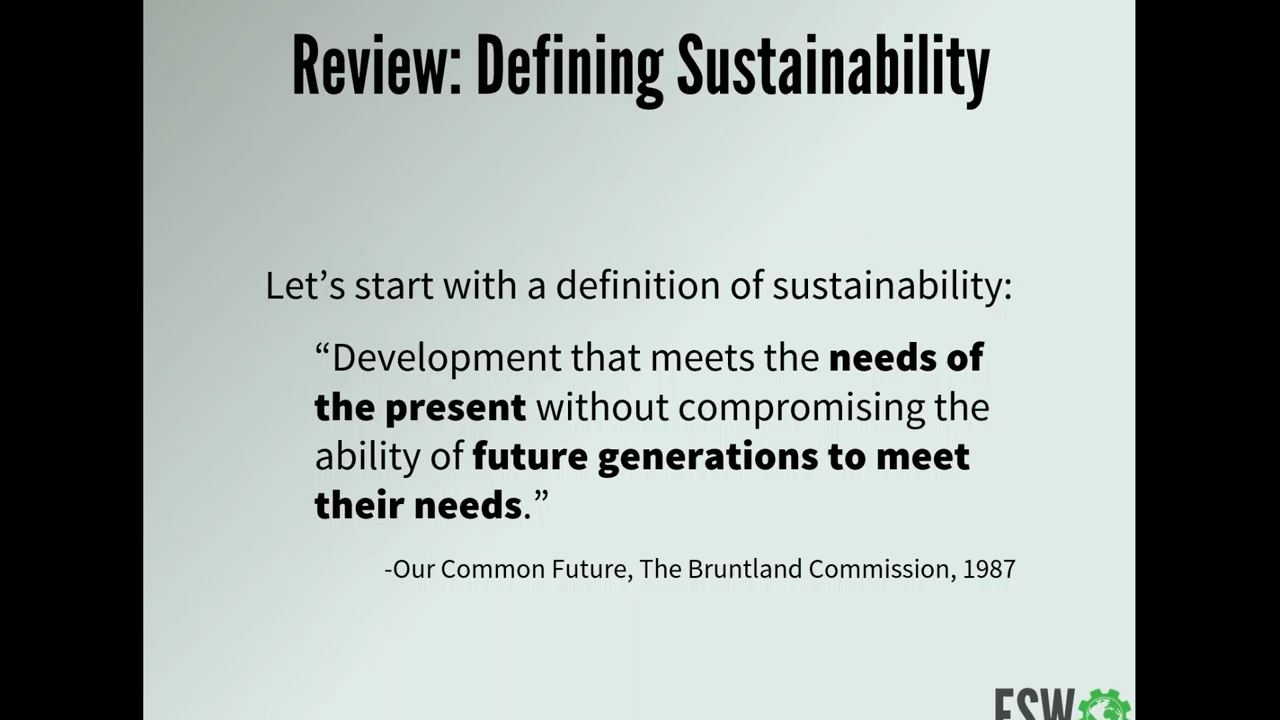 Review: Defining Sustainability
Let’s start with a definition of sustainability:
“Development that meets the needs of
the present without compromising the
ability of future generations to meet
their needs.”
-Our Common Future, The Bruntland Commission, 1987
ESW